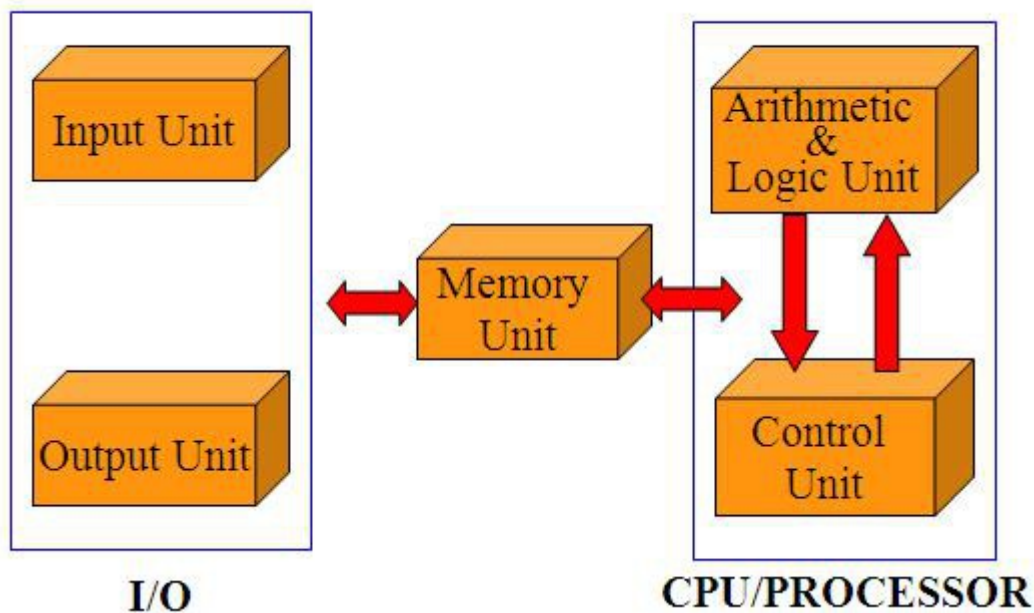 Input Unit
Output Unit
I/O
Memory
Unit
Arithmetic
&
Logic Unit
Control
Unit
CPU/PROCESSOR